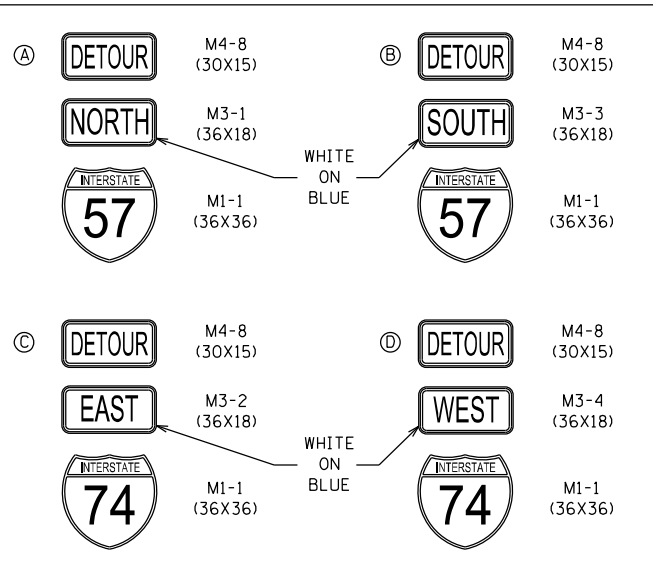 A DETOUR M4-8 (30X15)
NORTH M3-1 (36X18)
INTERSTATE 57 M1-1 (36X36)
B DETOUR M4-8 (30X15)
SOUTH M3-3 (36X18)
INTERSTATE 57 M1-1 (36X36)
WHITE
ON
BLUE
C DETOUR M4-8 (30X15)
EAST M3-2 (36X18)
INTERSTATE 74 M1-1 (36X36)
D DETOUR M4-8 (30X15)
WEST M3-4 (36X18)
INTERSTATE 74 M1-1 (36X36)
WHITE
ON
BLUE